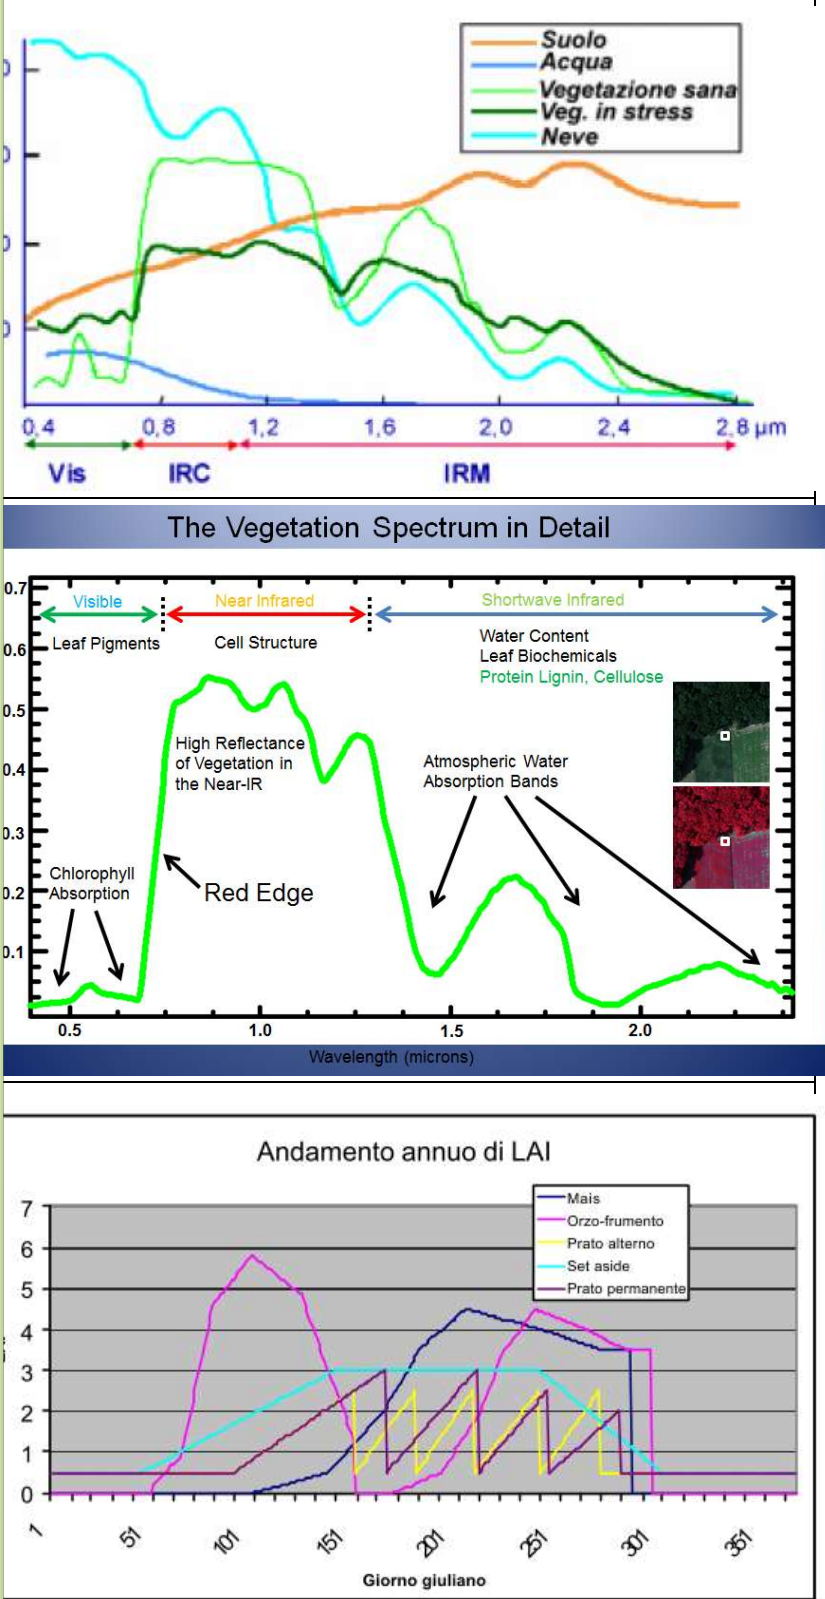 Suolo
Acqua
Vegetazione sana
Veg. in stress
Neve
0
0
0
0
0,4 0,8 1,2 1,6 2,0 2,4 2,8 µm
Vis IRC IRM
The Vegetation Spectrum in Detail
0.7
Visible Near Infrared Shortwave Infrared
Leaf Pigments Cell Structure Water Content
0.6
Leaf Biochemicals
Protein Lignin, Cellulose
0.5
High Reflectance
of Vegetation in
the Near-IR
Atmospheric Water
Absorption Bands
0.4
0.3
Chlorophyll
Absorption
Red Edge
0.2
0.1
0.5 1.0 1.5 2.0
Wavelength (microns)
Andamento annuo di LAI
Mais
Orzo-frumento
Prato alterno
Set aside
Prato permanente
7
6
5
4
3
2
1
0
1 51 101 151 201 251 301 351
Giorno giuliano